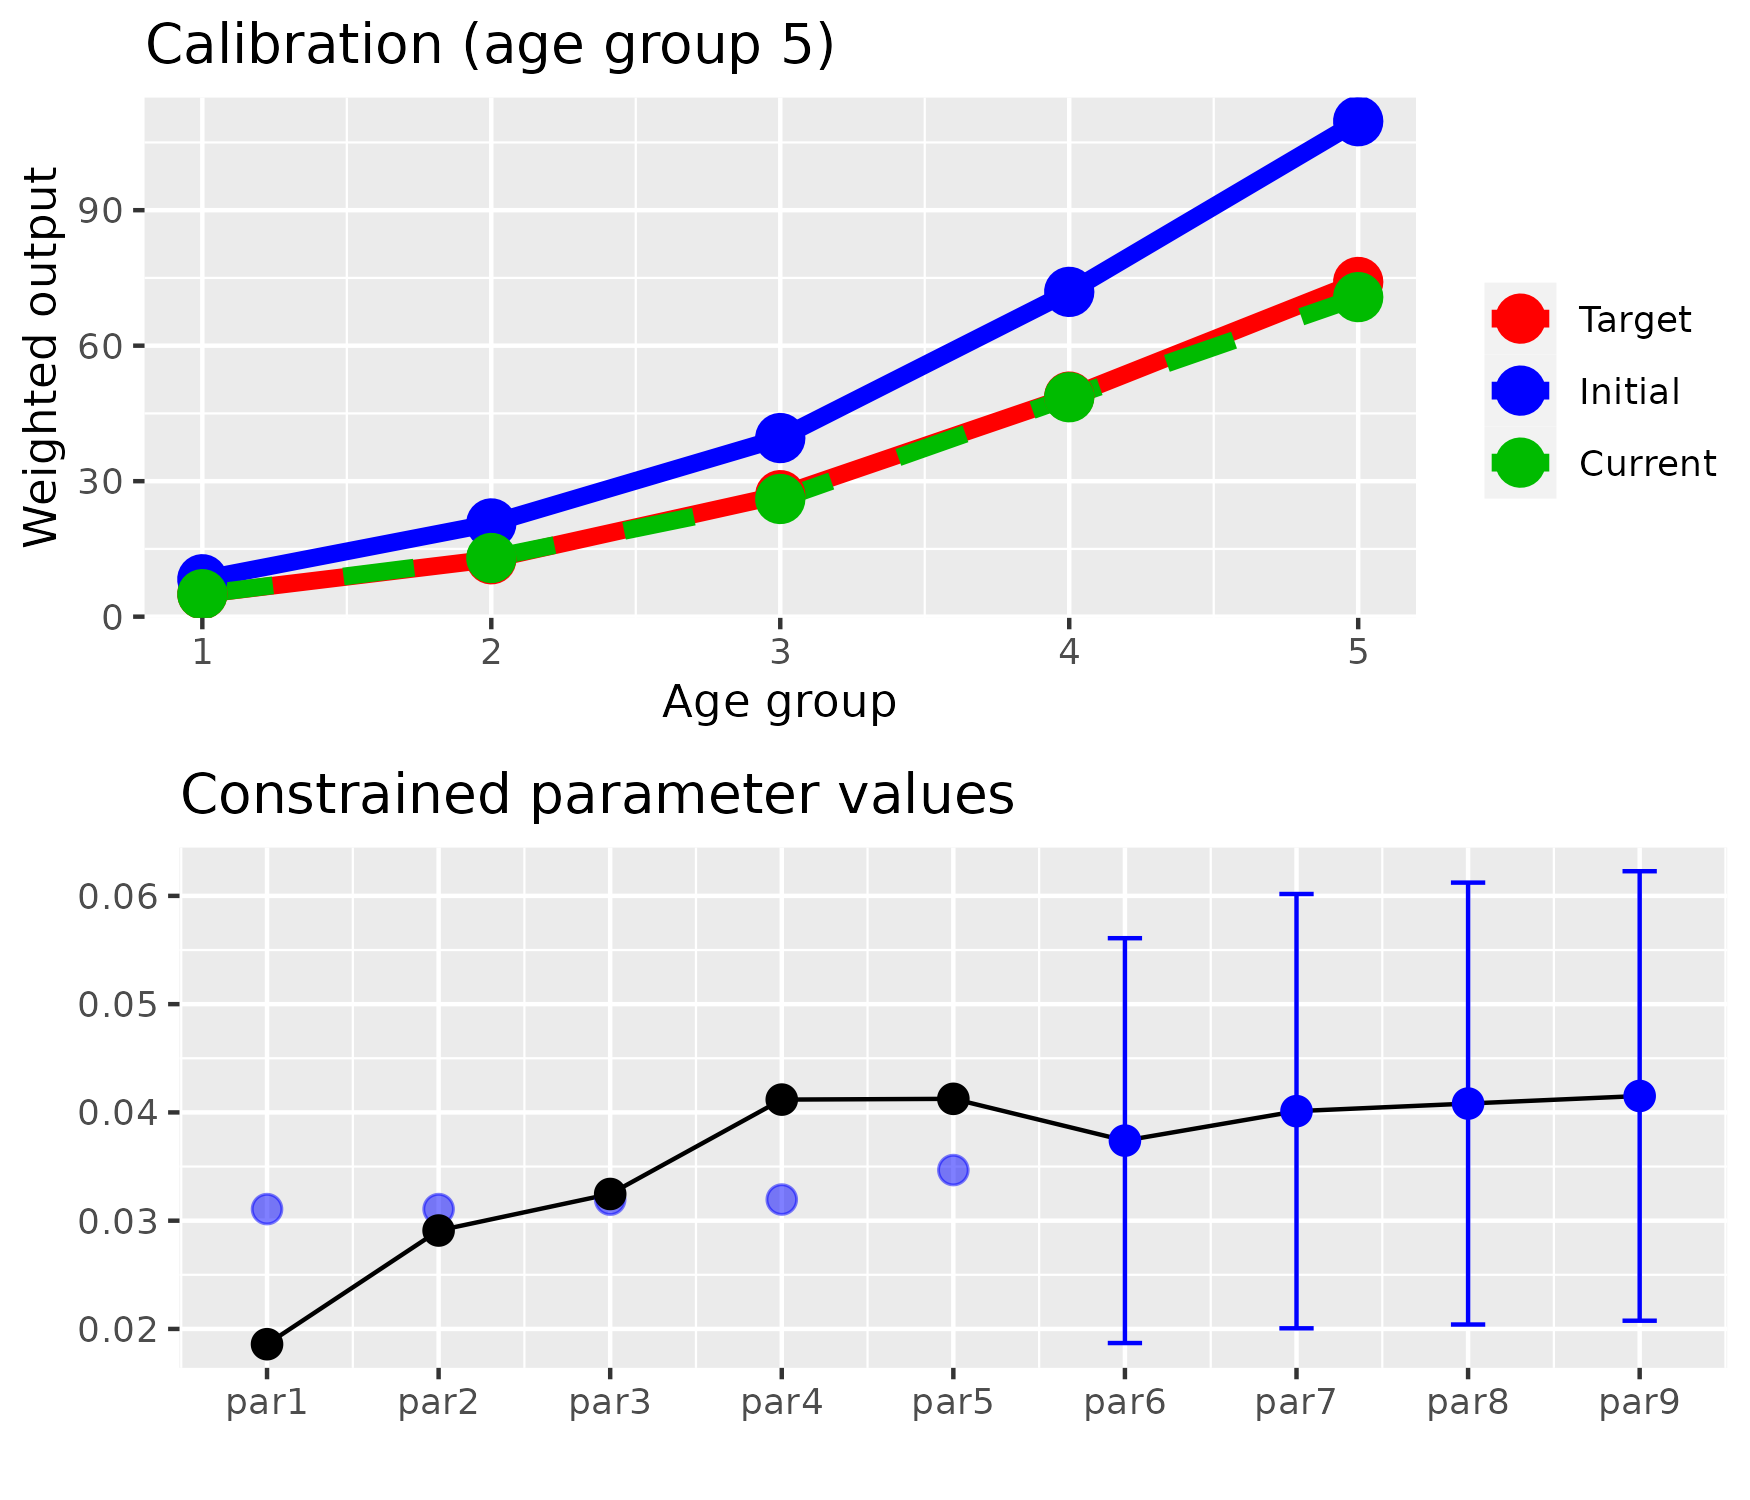 Calibration (age group 5)
Weighted output
90
60
30
0
1 2 3 4 5
Age group
Target
Initial
Current
Constrained parameter values
0.06
0.05
0.04
0.03
0.02
par1 par2 par3 par4 par5 par6 par7 par8 par9